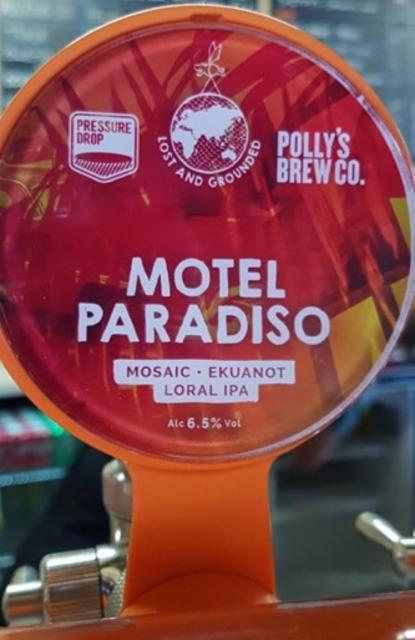 PRESSURE
DROP
LOST AND GROUNDED
POLLY'S
BREW CO.
MOTEL
PARADISO
MOSAIC · EKUANOT
LORAL IPA
Alc 6.5% Vol